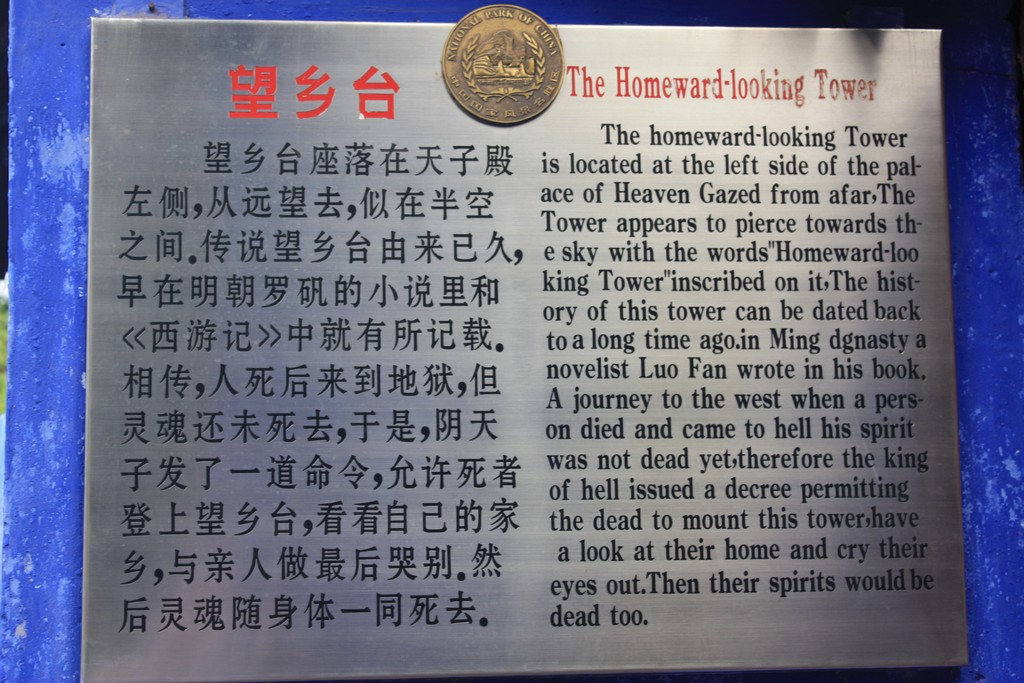 NATIONAL PARK OF CHINA
望乡台
望乡台座落在天子殿
左侧,从远望去,似在半空
之间.传说望乡台由来已久,
早在明朝罗矾的小说里和
《西游记》中就有所记载.
相传,人死后来到地狱,但
灵魂还未死去,于是,阴天
子发了一道命令,允许死者
登上望乡台,看看自己的家
乡,与亲人做最后哭别.然
后灵魂随身体一同死去.
The Homeward-looking Tower
The homeward-looking Tower
is located at the left side of the pal-
ace of Heaven Gazed from afar,The
Tower appears to pierce towards th-
e sky with the words"Homeward-loo
king Tower"inscribed on it,The hist-
ory of this tower can be dated back
to a long time ago.in Ming dgnasty a
novelist Luo Fan wrote in his book.
A journey to the west when a pers-
on died and came to hell his spirit
was not dead yet,therefore the king
of hell issued a decree permitting
the dead to mount this tower,have
a look at their home and cry their
eyes out.Then their spirits would be
dead too.